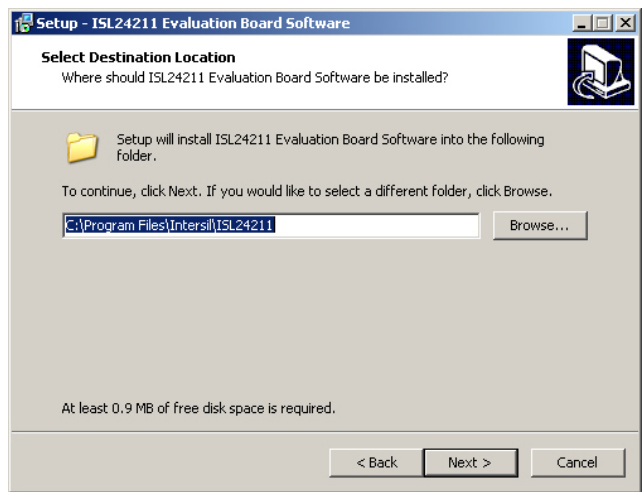 Setup - ISL24211 Evaluation Board Software
Select Destination Location
Where should ISL24211 Evaluation Board Software be installed?
Setup will install ISL24211 Evaluation Board Software into the following
folder.
To continue, click Next. If you would like to select a different folder, click Browse.
C:\Program Files\Intersil\ISL24211
Browse...
At least 0.9 MB of free disk space is required.
< Back
Next >
Cancel